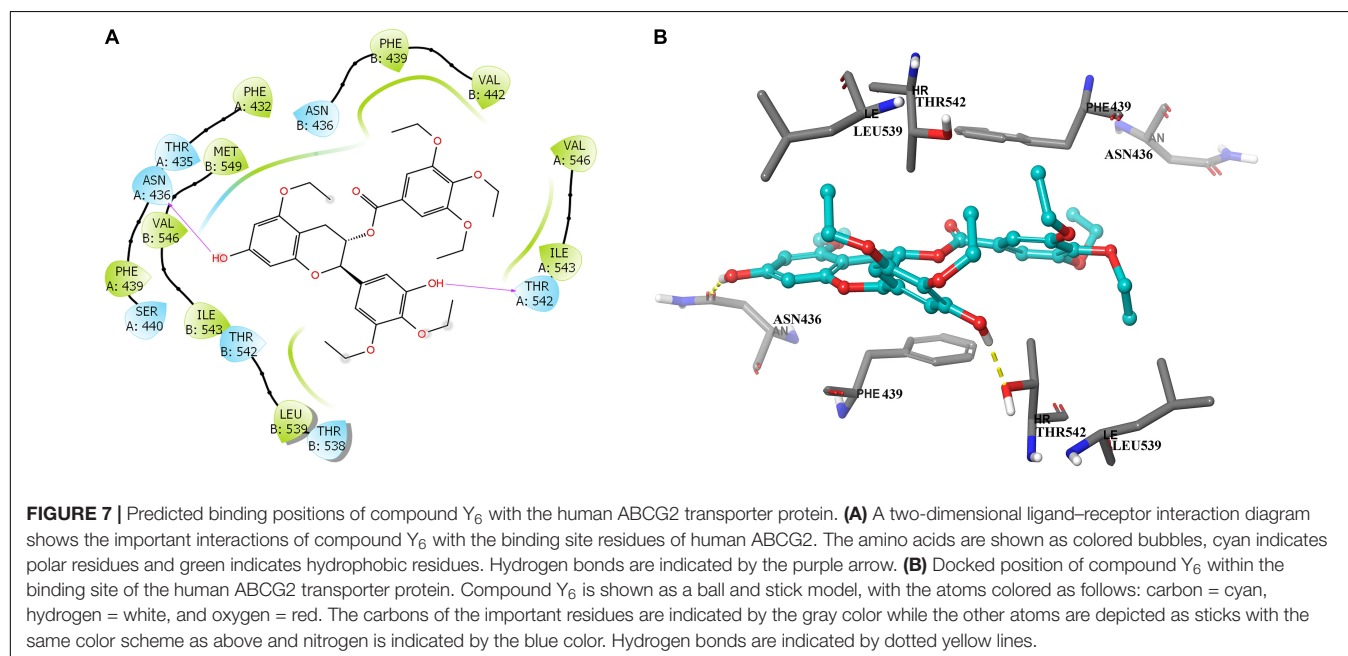 A
B
PHE
B: 439
VAL
B: 442
PHE
A: 432
ASN
B: 436
THR
A: 435
MET
B: 549
ASN
A: 436
VAL
B: 546
VAL
A: 546
ILE
A: 543
THR
A: 542
PHE
A: 439
SER
A: 440
ILE
B: 543
THR
B: 542
LEU
B: 539
THR
B: 538
O
O
O
O
O
O
HO
O
OH
O
O
HR
THR542
LE
LEU539
PHE 439
AN
ASN436
ASN436
AN
PHE 439
HR
THR542
LE
LEU539
FIGURE 7 | Predicted binding positions of compound Y6 with the human ABCG2 transporter protein. (A) A two-dimensional ligand–receptor interaction diagram
shows the important interactions of compound Y6 with the binding site residues of human ABCG2. The amino acids are shown as colored bubbles, cyan indicates
polar residues and green indicates hydrophobic residues. Hydrogen bonds are indicated by the purple arrow. (B) Docked position of compound Y6 within the
binding site of the human ABCG2 transporter protein. Compound Y6 is shown as a ball and stick model, with the atoms colored as follows: carbon = cyan,
hydrogen = white, and oxygen = red. The carbons of the important residues are indicated by the gray color while the other atoms are depicted as sticks with the
same color scheme as above and nitrogen is indicated by the blue color. Hydrogen bonds are indicated by dotted yellow lines.